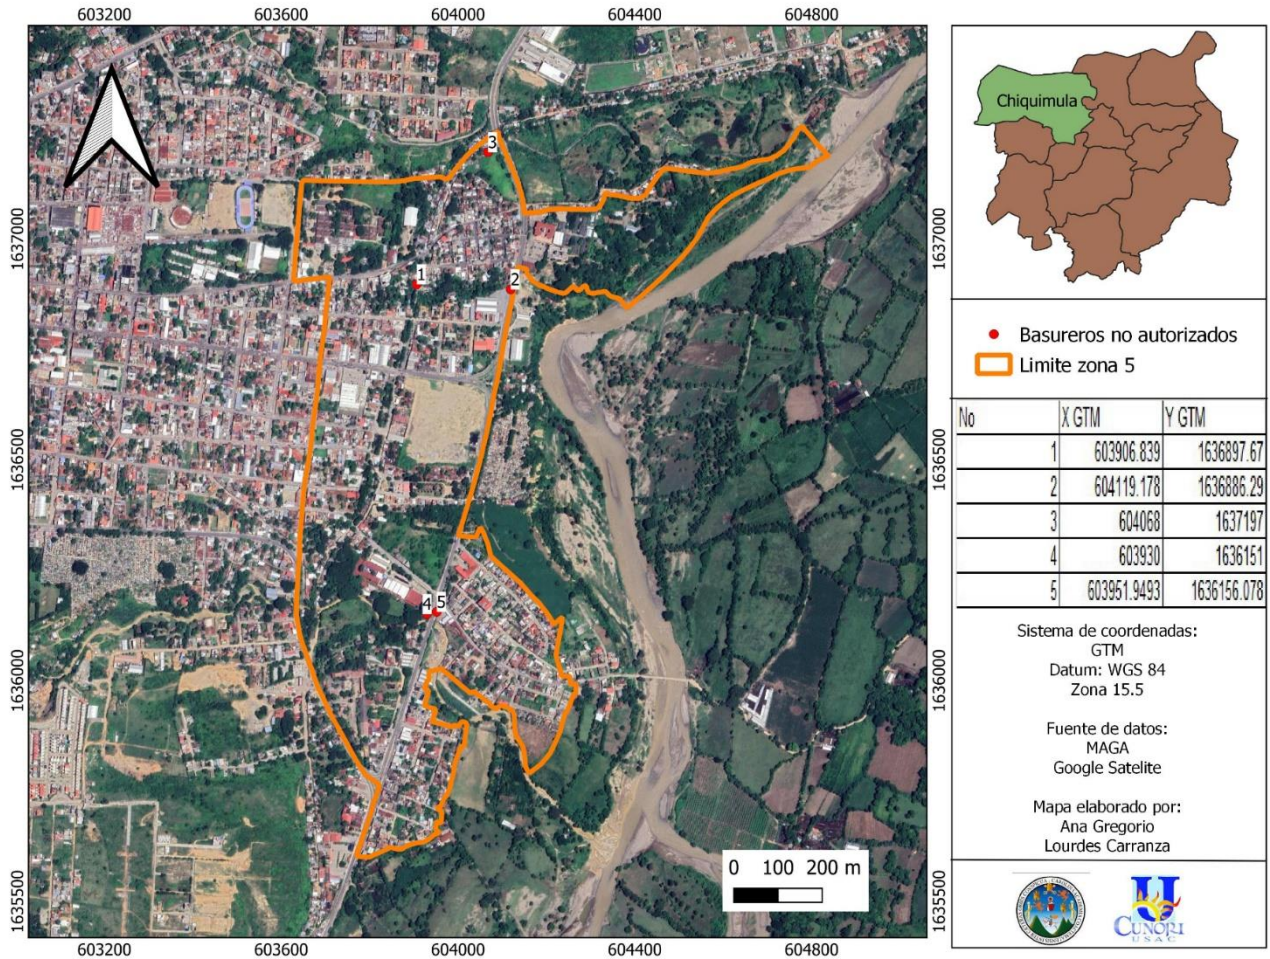 603200 603600 604000 604400 604800
1637000
1636500
1636000
1635500
3
1
2
4 5
0 100 200 m
603200 603600 604000 604400 604800
1637000
1636500
1636000
1635500
Chiquimula
Basureros no autorizados
Limite zona 5
No X GTM Y GTM
1 603906.839 1636897.67
2 604119.178 1636886.29
3 604068 1637197
4 603930 1636151
5 603951.9493 1636156.078
Sistema de coordenadas:
GTM
Datum: WGS 84
Zona 15.5
Fuente de datos:
MAGA
Google Satelite
Mapa elaborado por:
Ana Gregorio
Lourdes Carranza
U
CUNORI
USAC